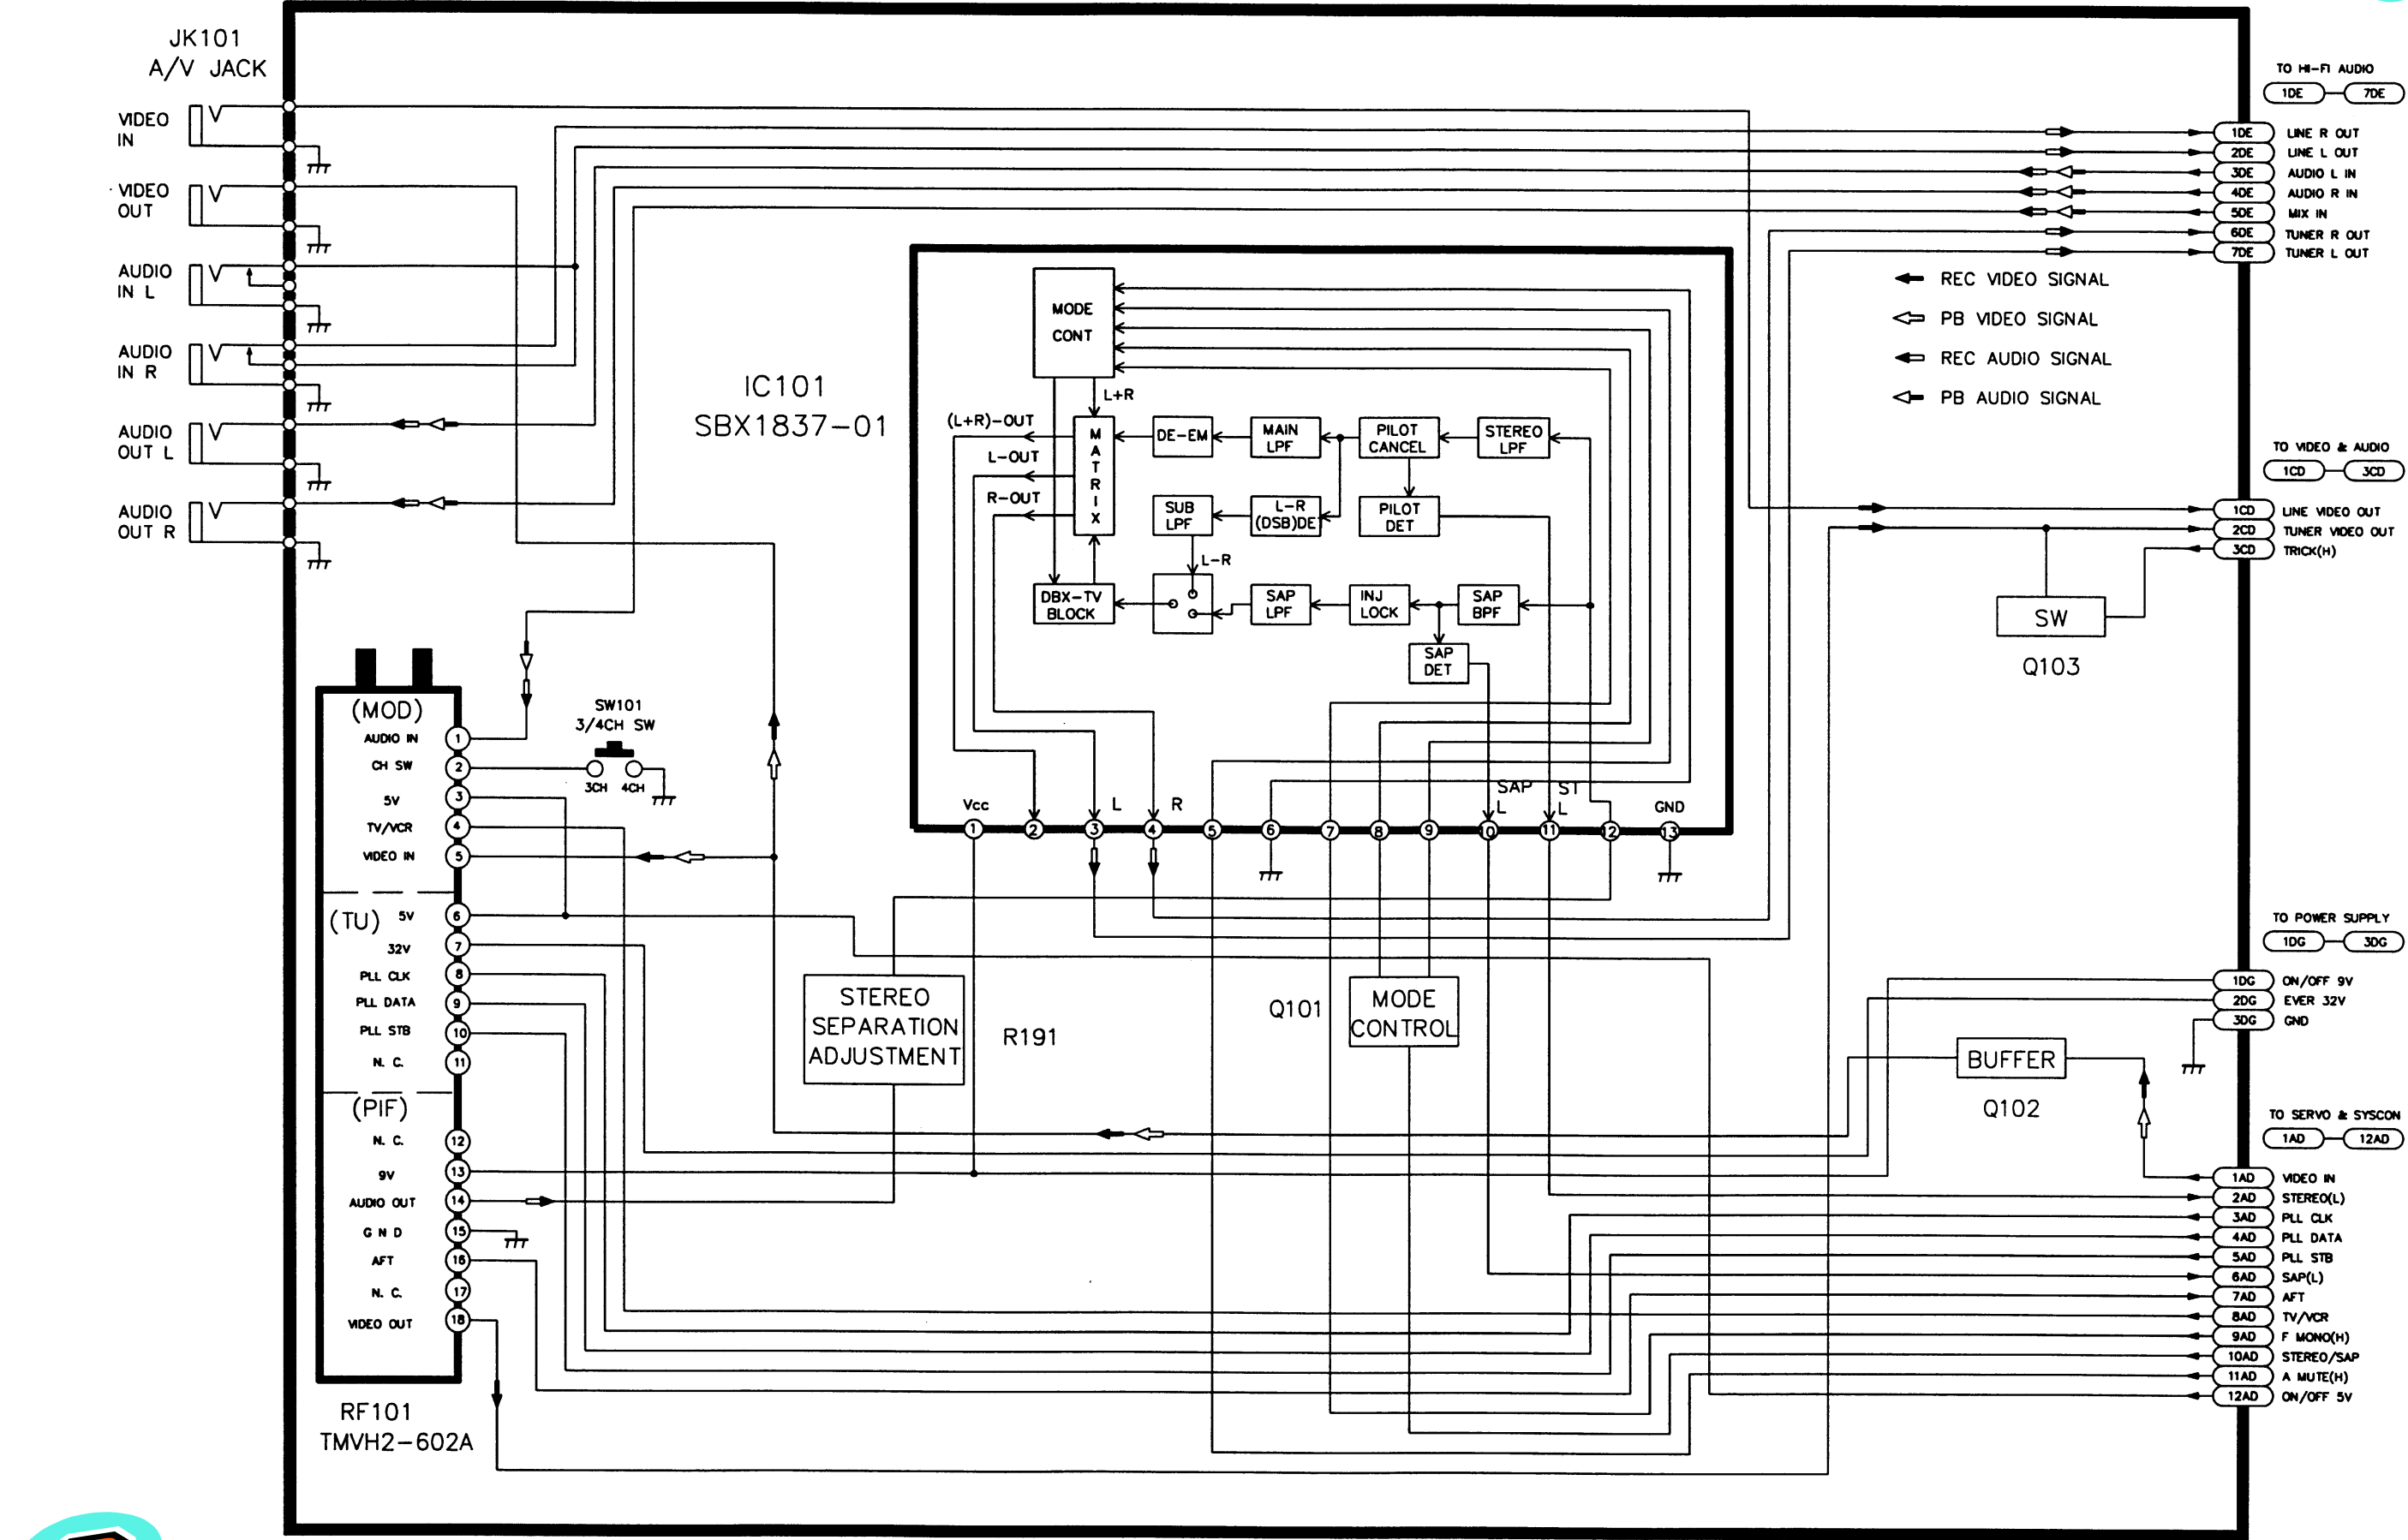 JK101
A/V JACK
VIDEO
IN
VIDEO
OUT
AUDIO
IN L
AUDIO
IN R
AUDIO
OUT L
AUDIO
OUT R
TO HI-FI AUDIO
1DE
7DE
1DE LINE R OUT
2DE LINE L OUT
3DE AUDIO L IN
4DE AUDIO R IN
5DE MIX IN
6DE TUNER R OUT
7DE TUNER L OUT
REC VIDEO SIGNAL
PB VIDEO SIGNAL
REC AUDIO SIGNAL
PB AUDIO SIGNAL
TO VIDEO & AUDIO
1CD
3CD
1CD LINE VIDEO OUT
2CD TUNER VIDEO OUT
3CD TRICK(H)
SW
Q103
IC101
SBX1837-01
MODE
CONT
L+R
(L+R)-OUT
L-OUT
R-OUT
MATRIX
DE-EM
MAIN
LPF
PILOT
CANCEL
STEREO
LPF
SUB
LPF
L-R
(DSB)DE
PILOT
DET
L-R
DBX-TV
BLOCK
SAP
LPF
INJ
LOCK
SAP
BPF
SAP
DET
Vcc
L
R
SAP
L
ST
L
GND
1
2
3
4
5
6
7
8
9
10
11
12
13
(MOD)
AUDIO IN 1
CH SW 2
5V 3
TV/VCR 4
VIDEO IN 5
SW101
3/4CH SW
3CH
4CH
(TU)
5V 6
32V 7
PLL CLK 8
PLL DATA 9
PLL STB 10
N. C. 11
(PIF)
N. C. 12
9V 13
AUDIO OUT 14
G N D 15
AFT 16
N. C. 17
VIDEO OUT 18
RF101
TMVH2-602A
STEREO
SEPARATION
ADJUSTMENT
R191
Q101
MODE
CONTROL
BUFFER
Q102
TO POWER SUPPLY
1DG
3DG
1DG ON/OFF 9V
2DG EVER 32V
3DG GND
TO SERVO & SYSCON
1AD
12AD
1AD VIDEO IN
2AD STEREO(L)
3AD PLL CLK
4AD PLL DATA
5AD PLL STB
6AD SAP(L)
7AD AFT
8AD TV/VCR
9AD F MONO(H)
10AD STEREO/SAP
11AD A MUTE(H)
12AD ON/OFF 5V